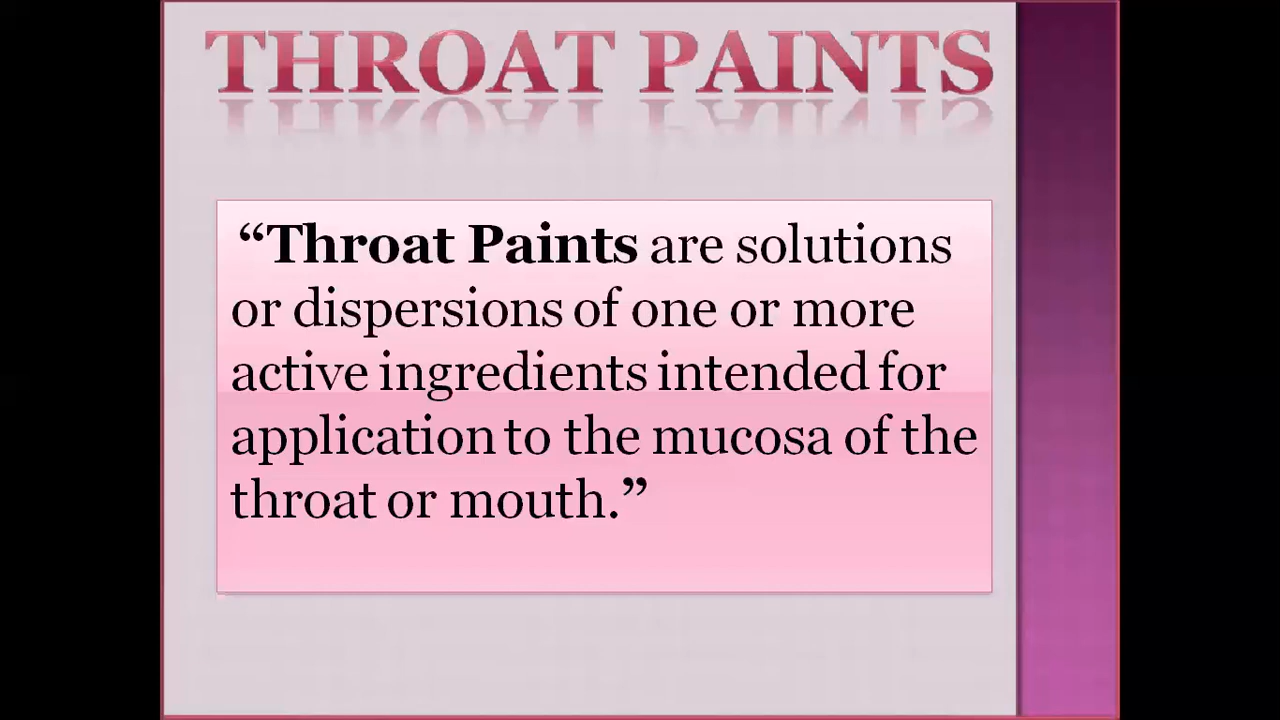 THROAT PAINTS
“Throat Paints are solutions
or dispersions of one or more
active ingredients intended for
application to the mucosa of the
throat or mouth.”